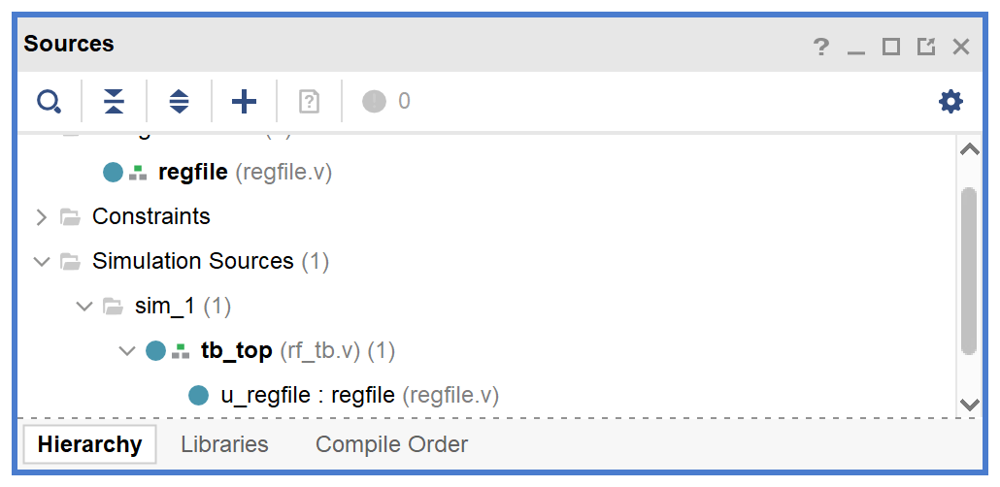 Sources
0
regfile (regfile.v)
Constraints
Simulation Sources (1)
sim_1 (1)
tb_top (rf_tb.v) (1)
u_regfile : regfile (regfile.v)
Hierarchy Libraries Compile Order